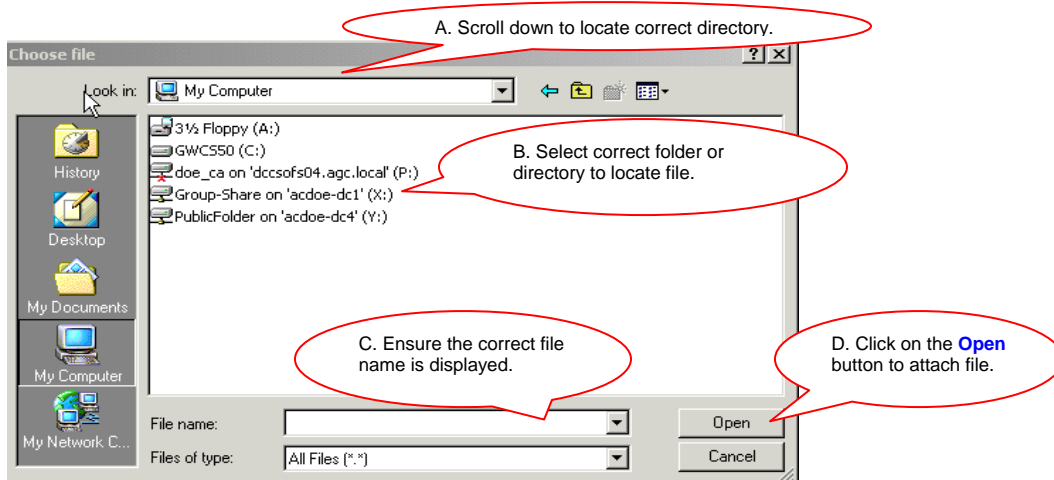 A. Scroll down to locate correct directory.
Choose file
Look in:
My Computer
History
Desktop
My Documents
My Computer
My Network C...
3½ Floppy (A:)
GWCS50 (C:)
doe_ca on 'dccsofs04.agc.local' (P:)
Group-Share on 'acdoe-dc1' (X:)
PublicFolder on 'acdoe-dc4' (Y:)
B. Select correct folder or
directory to locate file.
C. Ensure the correct file
name is displayed.
D. Click on the Open
button to attach file.
File name:
Open
Files of type:
All Files (*.*)
Cancel